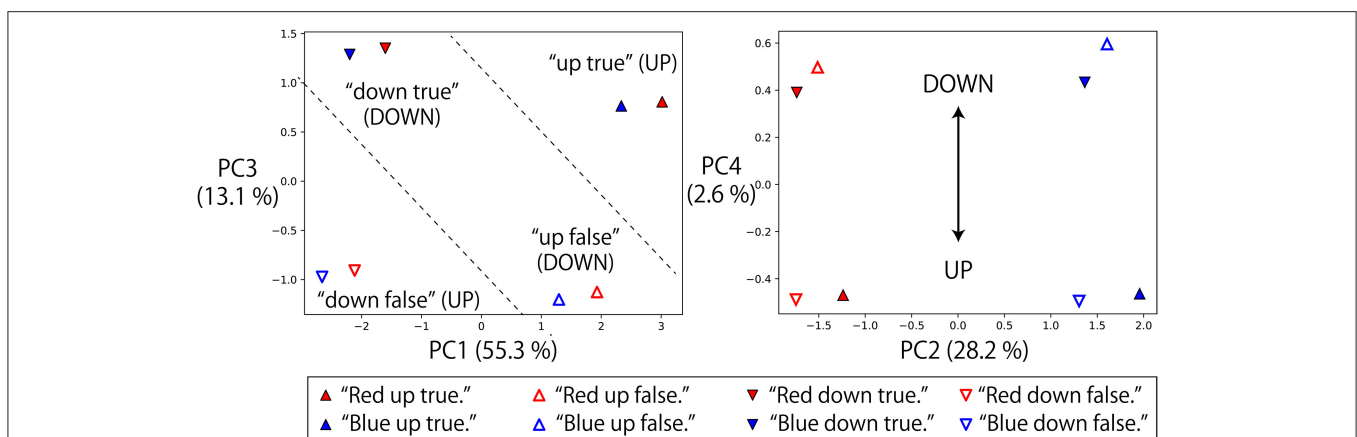 1.5
1.0
0.5
0.0
−0.5
−1.0
PC3
(13.1 %)
“up true” (UP)
“down true”
(DOWN)
“up false”
(DOWN)
“down false” (UP)
−2
−1
0
1
2
3
PC1 (55.3 %)
0.6
0.4
0.2
0.0
−0.2
−0.4
PC4
(2.6 %)
DOWN
UP
−1.5
−1.0
−0.5
0.0
0.5
1.0
1.5
2.0
PC2 (28.2 %)
“Red up true.” “Red up false.” “Red down true.” “Red down false.”
“Blue up true.” “Blue up false.” “Blue down true.” “Blue down false.”